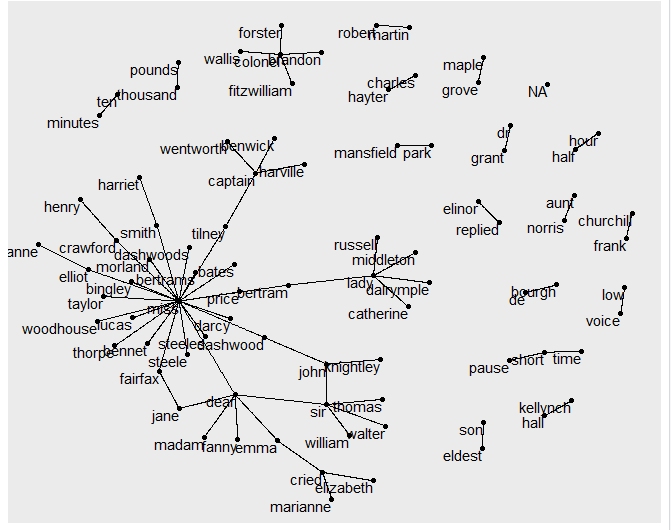 forster
robert
martin
wallis
colonel
brandon
pounds
maple
charles
fitzwilliam
hayter
grove
NA
ten
thousand
minutes
dr
hour
wentworth
benwick
mansfield
park
grant
half
harville
captain
harriet
henry
aunt
elinor
churchill
smith
tilney
replied
norris
frank
russell
anne
crawford
dashwoods
middleton
morland
bates
elliot
bertrams
lady
dalrymple
bingley
price
bertram
de
bourgh
low
taylor
miss
catherine
voice
woodhouse
lucas
darcy
steeles
dashwood
thorpe
bennet
steele
short
time
pause
john
knightley
fairfax
dear
kellynch
jane
sir
thomas
hall
son
walter
madam
fanny
emma
william
eldest
cried
elizabeth
marianne